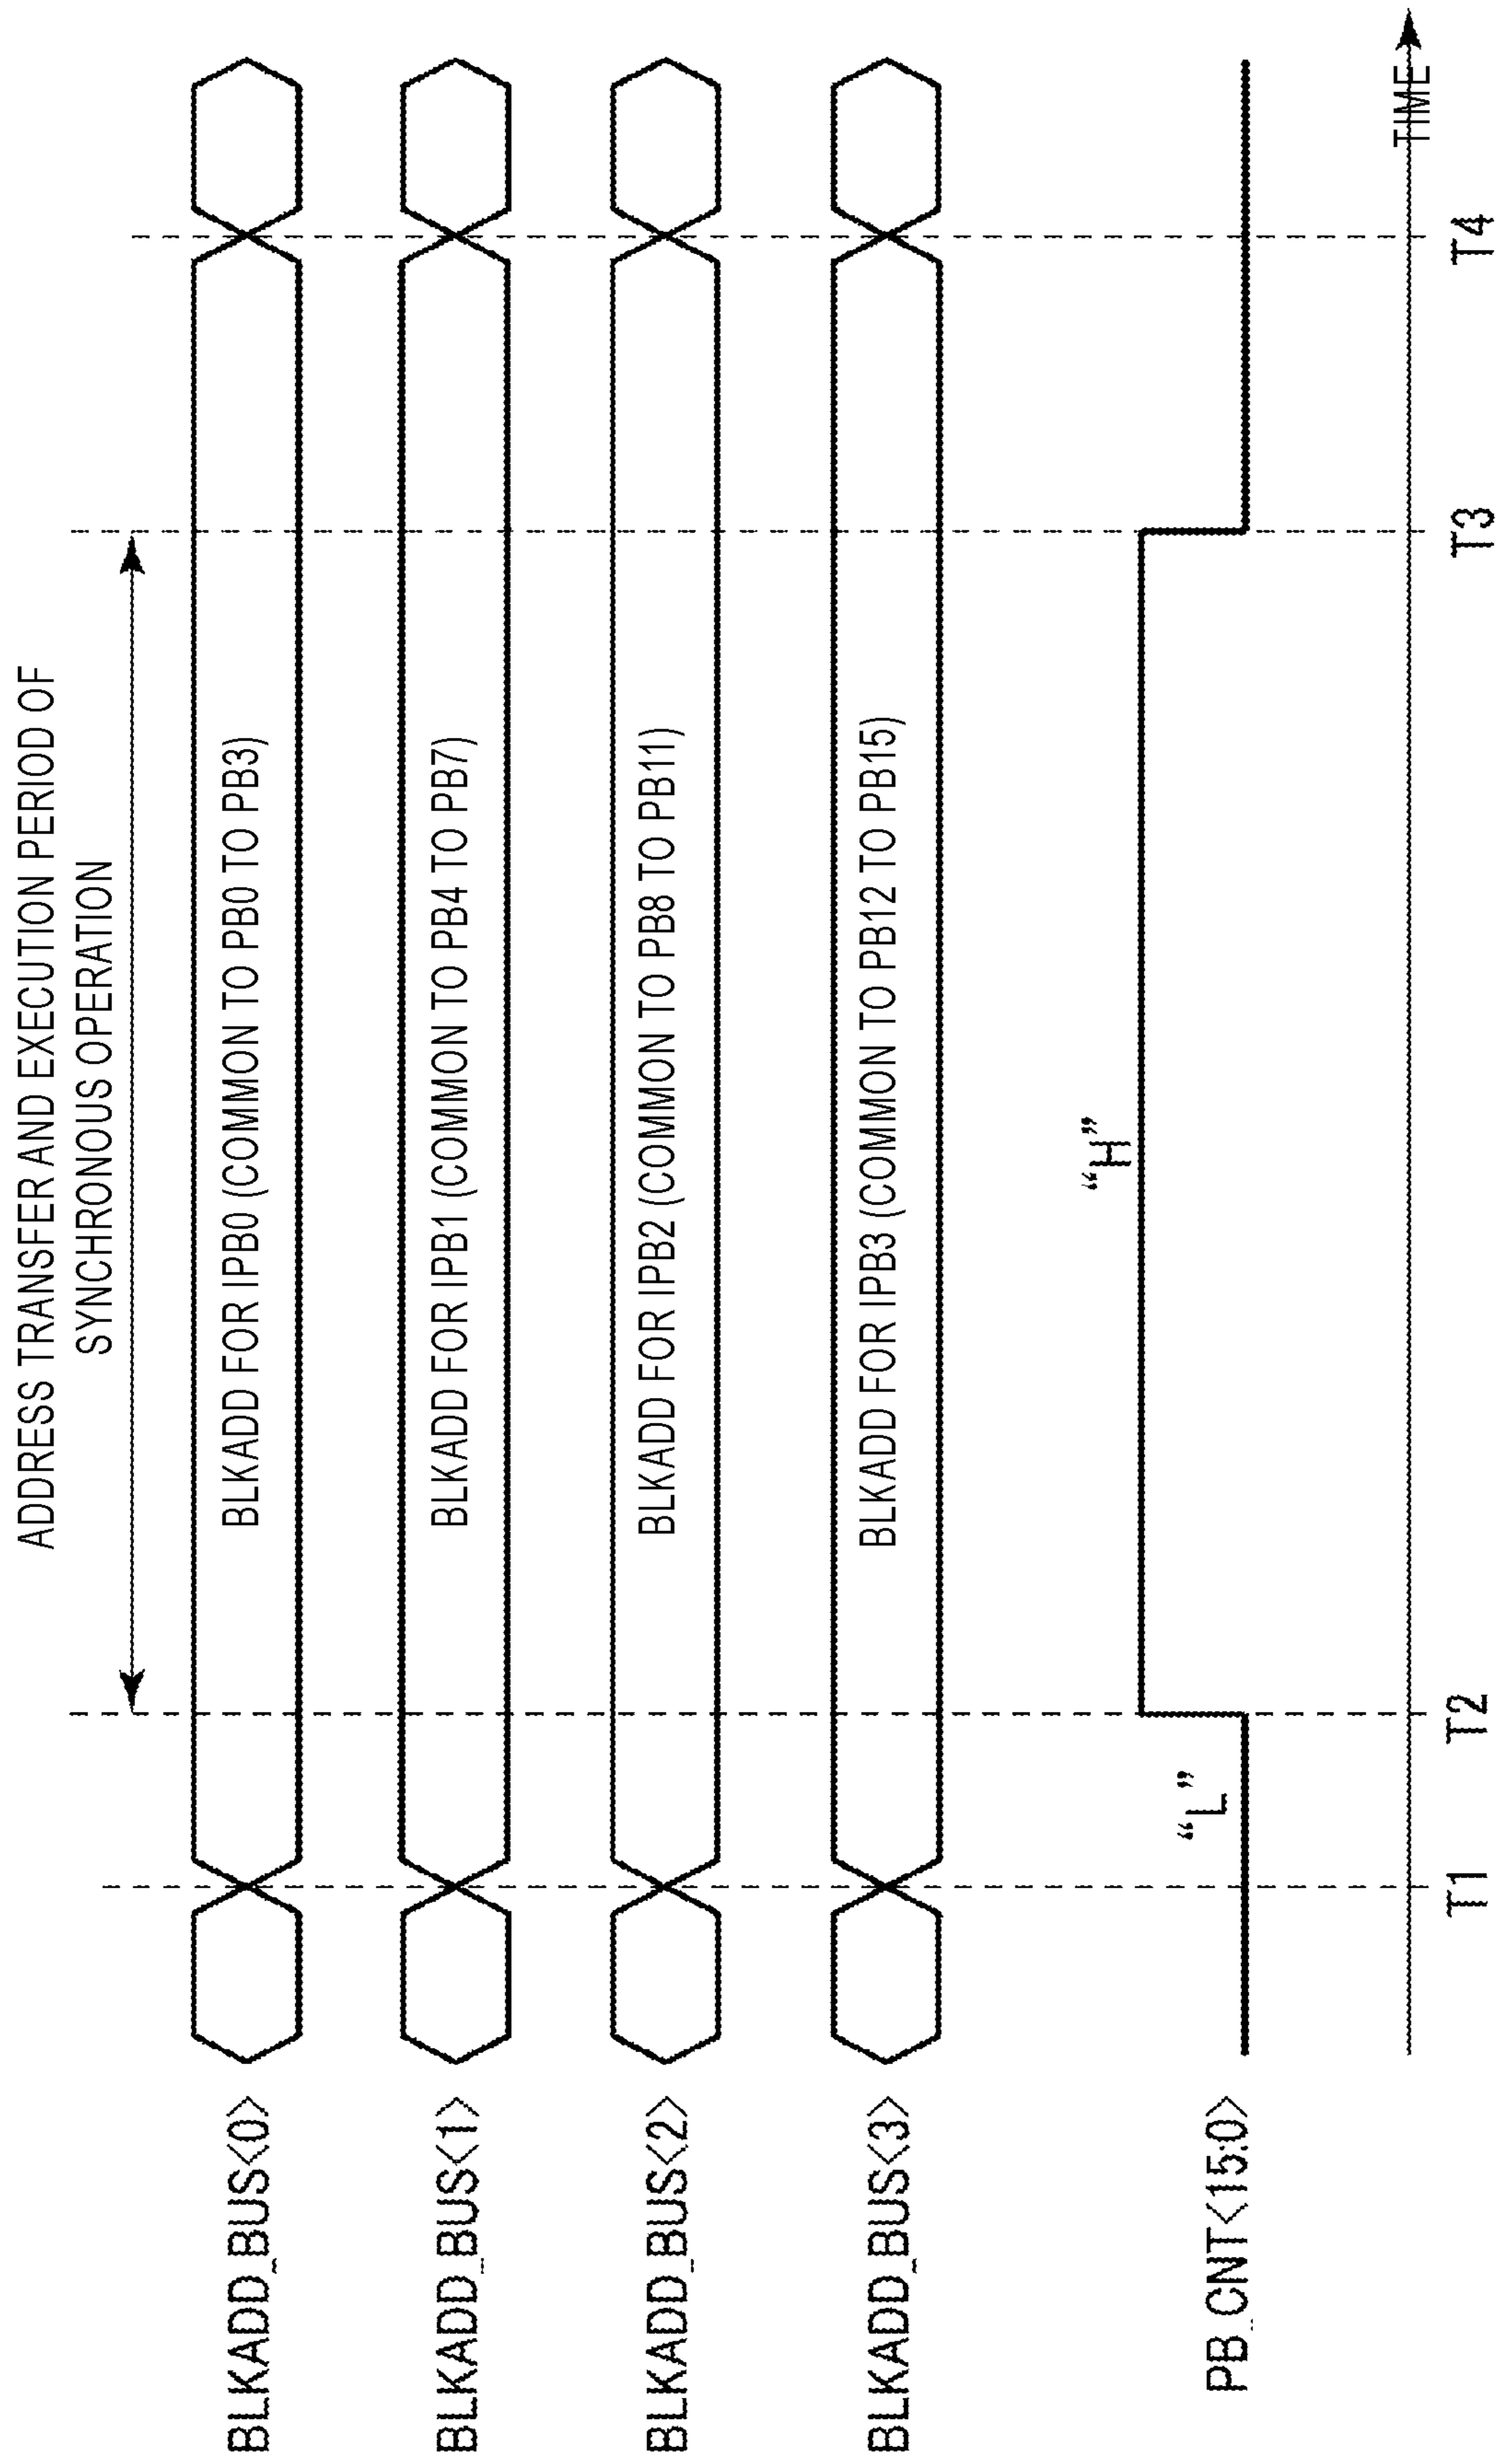 ADDRESS TRANSFER AND EXECUTION PERIOD OF
SYNCHRONOUS OPERATION
BLKADD_BUS<0>
BLKADD FOR IPB0 (COMMON TO PB0 TO PB3)
BLKADD_BUS<1>
BLKADD FOR IPB1 (COMMON TO PB4 TO PB7)
BLKADD_BUS<2>
BLKADD FOR IPB2 (COMMON TO PB8 TO PB11)
BLKADD_BUS<3>
BLKADD FOR IPB3 (COMMON TO PB12 TO PB15)
PB_CNT<15:0>
“L”
“H”
TIME
T1
T2
T3
T4